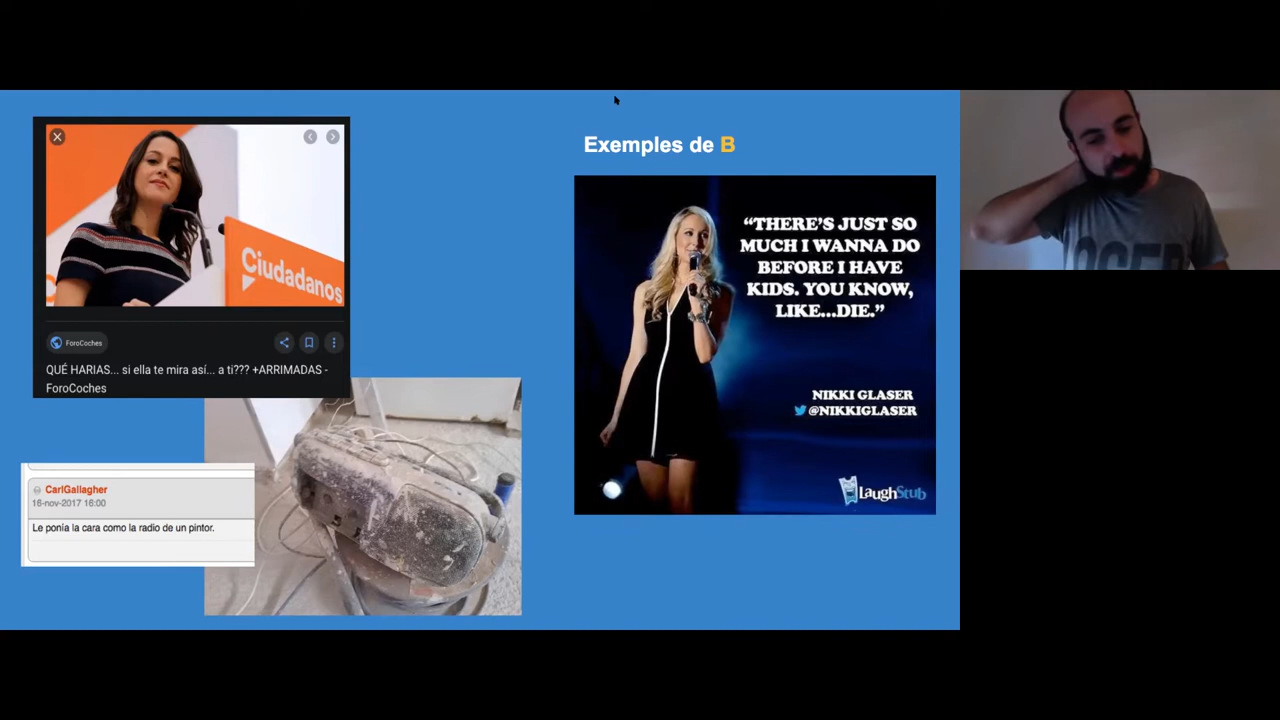 Ciudadanos
ForoCoches
QUÉ HARIAS... si ella te mira así... a ti??? +ARRIMADAS -
ForoCoches
CarlGallagher
16-nov-2017 16:00
Le ponía la cara como la radio de un pintor.
Exemples de B
“THERE’S JUST SO
MUCH I WANNA DO
BEFORE I HAVE
KIDS. YOU KNOW,
LIKE...DIE.”
NIKKI GLASER
@NIKKIGLASER
LaughStub